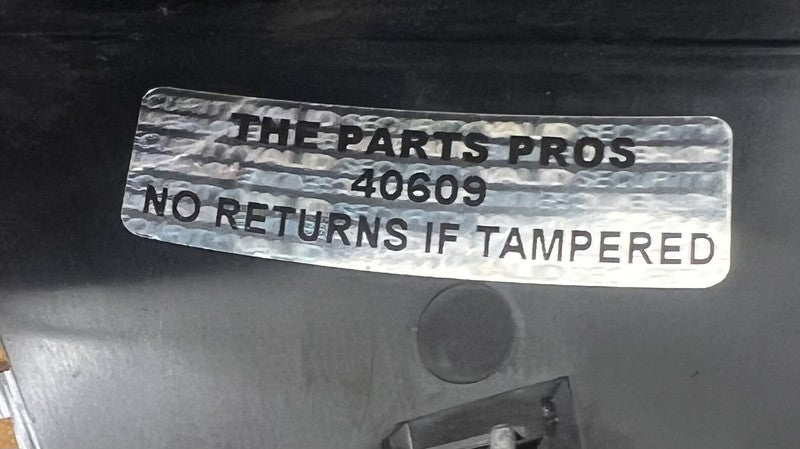 THE PARTS PROS
40609
NO RETURNS IF TAMPERED